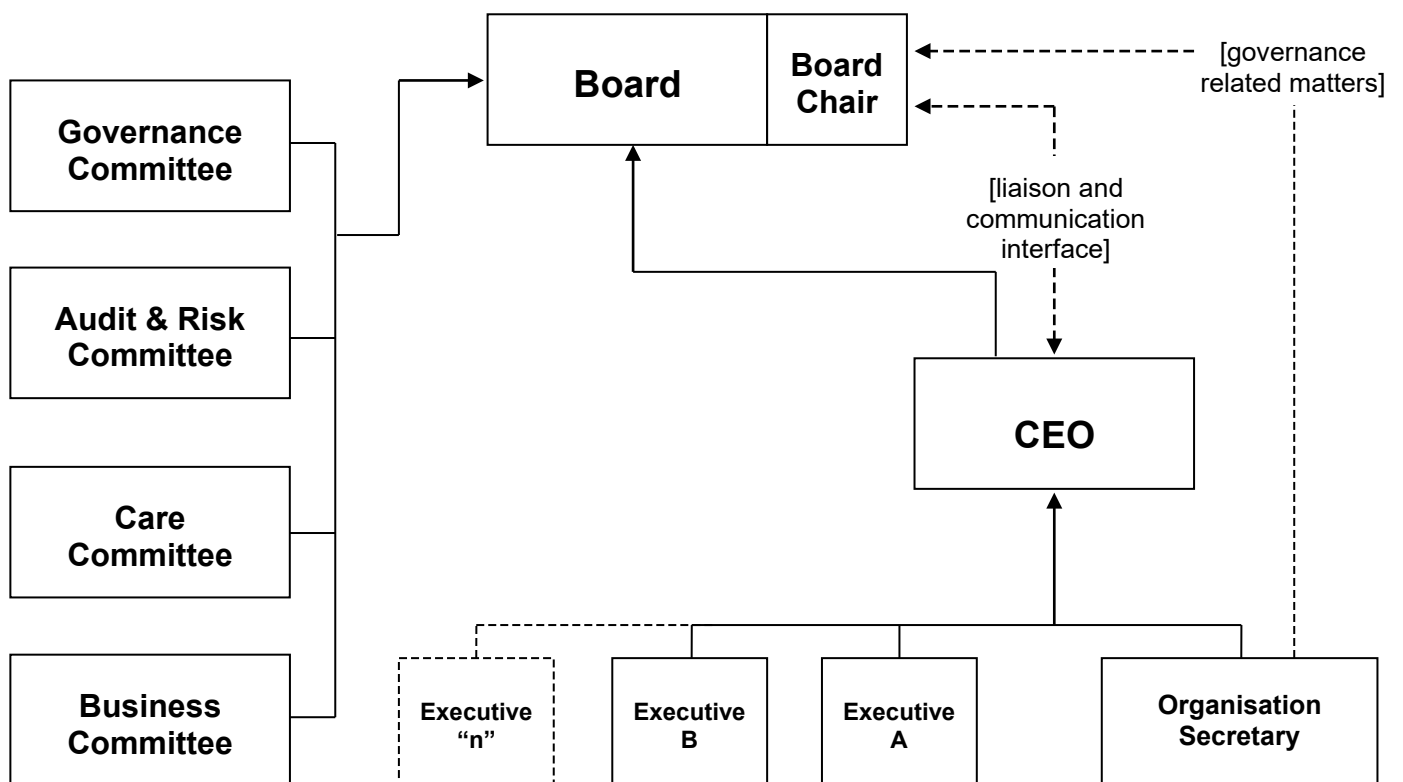 Board
Board
Chair
[governance
related matters]
Governance
Committee
[liaison and
communication
interface]
Audit & Risk
Committee
CEO
Care
Committee
Business
Committee
Executive
“n”
Executive
B
Executive
A
Organisation
Secretary